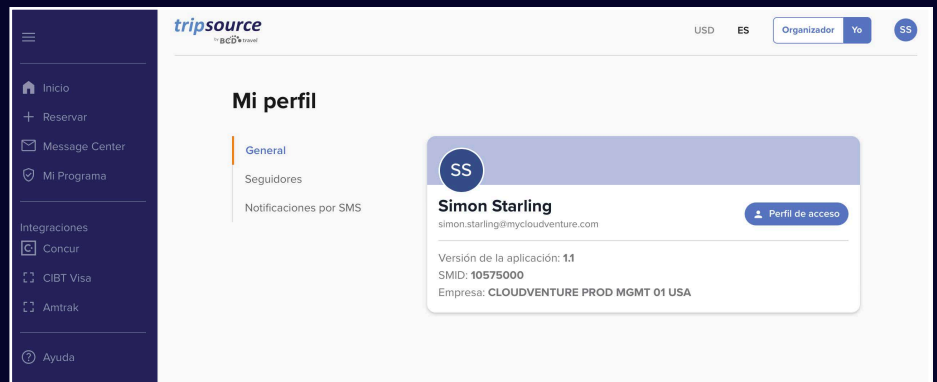 tripsource
by BCD travel
USD
ES
Organizador
Yo
SS
Inicio
Reservar
Message Center
Mi Programa
Integraciones
C.
Concur
CIBT Visa
Amtrak
Ayuda
Mi perfil
General
Seguidores
Notificaciones por SMS
SS
Simon Starling
simon.starling@mycloudventure.com
Perfil de acceso
Versión de la aplicación: 1.1
SMID: 10575000
Empresa: CLOUDVENTURE PROD MGMT 01 USA